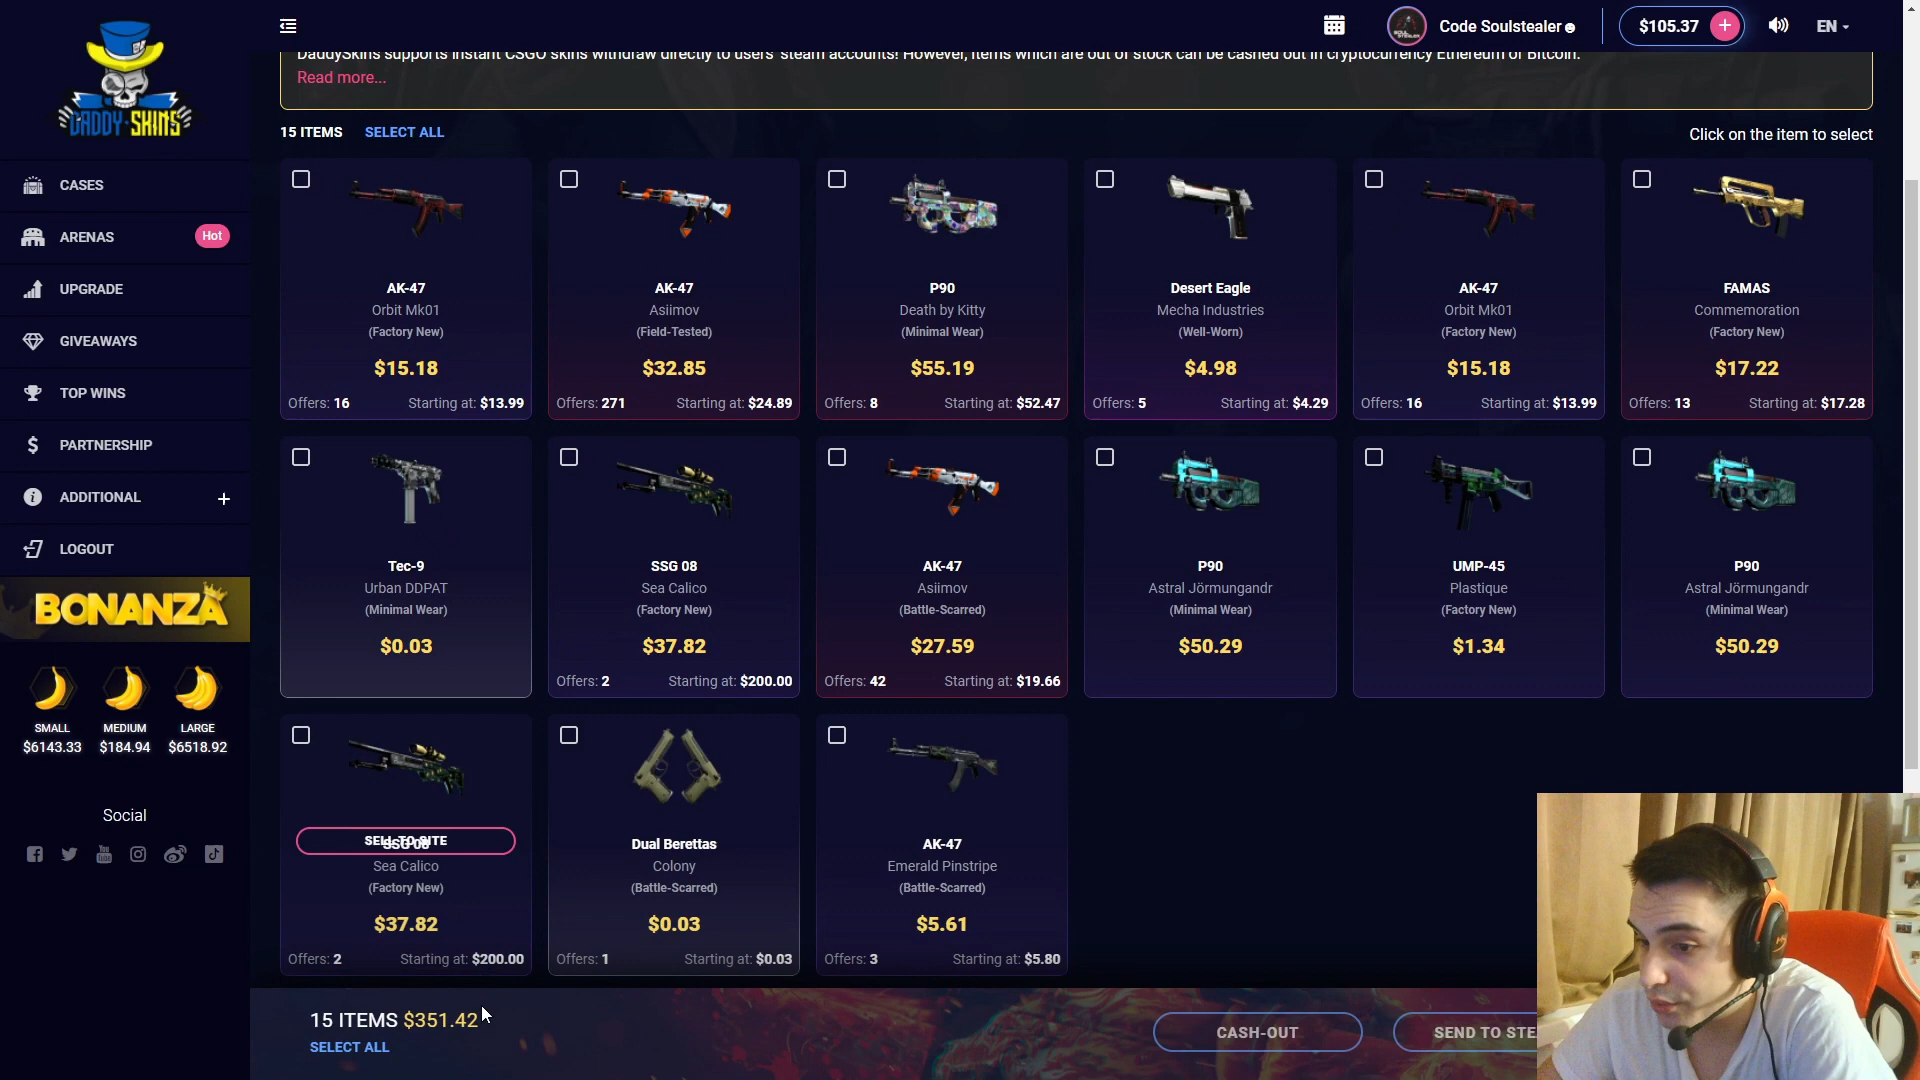 Code Soulstealer
$105.37
EN
DaddySkins supports instant CSGO skins withdraw directly to users' steam accounts! However, items which are out of stock can be cashed out in cryptocurrency Ethereum or Bitcoin.
Read more...
DADDY SKINS
CASES
ARENAS
Hot
UPGRADE
GIVEAWAYS
TOP WINS
PARTNERSHIP
ADDITIONAL
+
LOGOUT
BONANZA
SMALL MEDIUM LARGE
$6143.33 $184.94 $6518.92
Social
15 ITEMS SELECT ALL
Click on the item to select
AK-47
Orbit Mk01
(Factory New)
$15.18
Offers: 16 Starting at: $13.99
AK-47
Asiimov
(Field-Tested)
$32.85
Offers: 271 Starting at: $24.89
P90
Death by Kitty
(Minimal Wear)
$55.19
Offers: 8 Starting at: $52.47
Desert Eagle
Mecha Industries
(Well-Worn)
$4.98
Offers: 5 Starting at: $4.29
AK-47
Orbit Mk01
(Factory New)
$15.18
Offers: 16 Starting at: $13.99
FAMAS
Commemoration
(Factory New)
$17.22
Offers: 13 Starting at: $17.28
Tec-9
Urban DDPAT
(Minimal Wear)
$0.03
SSG 08
Sea Calico
(Factory New)
$37.82
Offers: 2 Starting at: $200.00
AK-47
Asiimov
(Battle-Scarred)
$27.59
Offers: 42 Starting at: $19.66
P90
Astral Jörmungandr
(Minimal Wear)
$50.29
UMP-45
Plastique
(Factory New)
$1.34
P90
Astral Jörmungandr
(Minimal Wear)
$50.29
SELL TO SITE
SSG 08
Sea Calico
(Factory New)
$37.82
Offers: 2 Starting at: $200.00
Dual Berettas
Colony
(Battle-Scarred)
$0.03
Offers: 1 Starting at: $0.03
AK-47
Emerald Pinstripe
(Battle-Scarred)
$5.61
Offers: 3 Starting at: $5.80
15 ITEMS $351.42
SELECT ALL
CASH-OUT
SEND TO STE